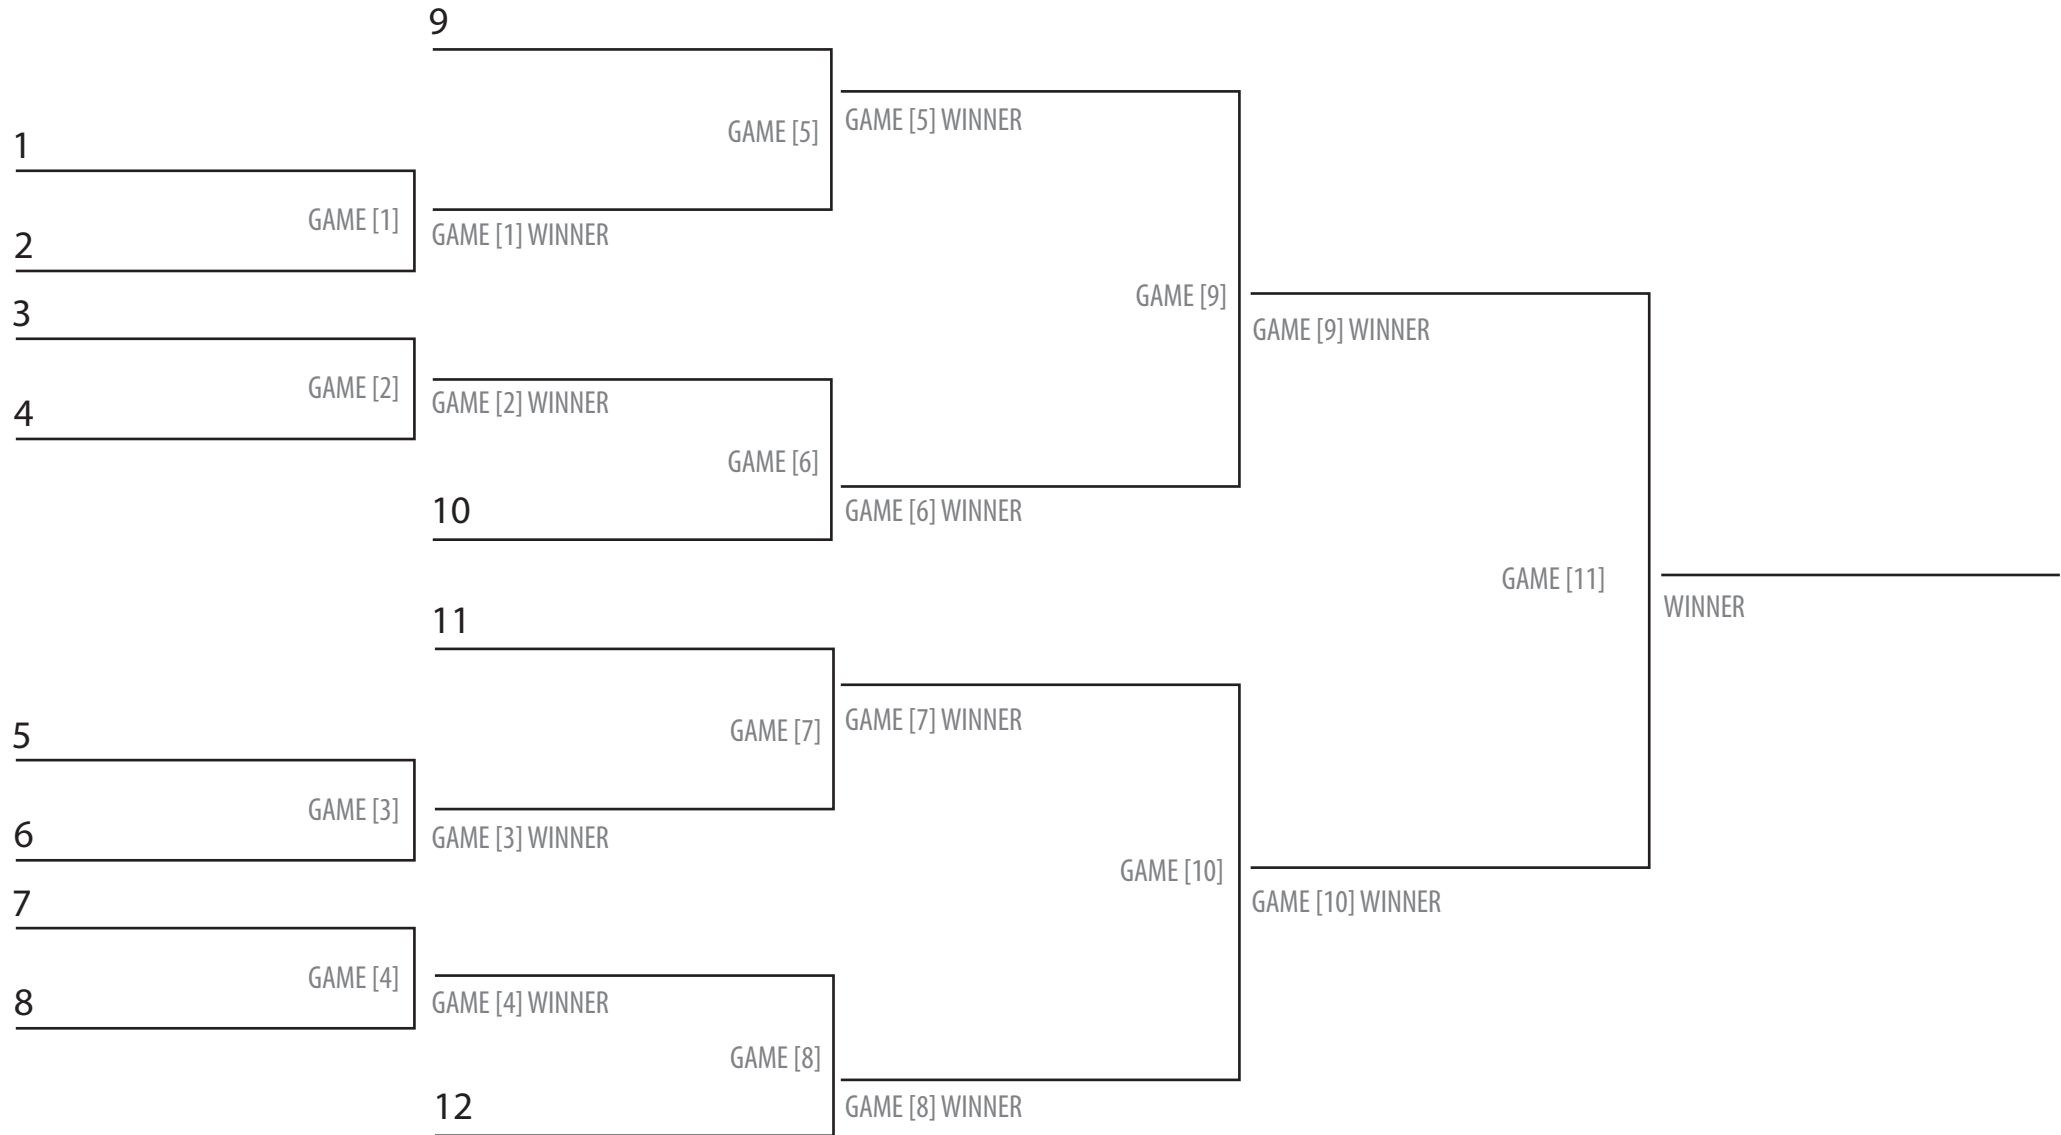 9
GAME [5]
GAME [5] WINNER
1
GAME [1]
2
GAME [1] WINNER
3
GAME [2]
4
GAME [2] WINNER
GAME [6]
10
GAME [6] WINNER
GAME [9]
GAME [9] WINNER
GAME [11]
WINNER
11
GAME [7]
GAME [7] WINNER
5
GAME [3]
6
GAME [3] WINNER
7
GAME [4]
8
GAME [4] WINNER
GAME [8]
12
GAME [8] WINNER
GAME [10]
GAME [10] WINNER